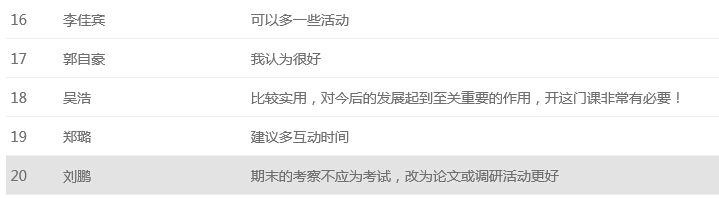 16 李佳宾 可以多一些活动
17 郭自豪 我认为很好
18 吴浩 比较实用，对今后的发展起到至关重要的作用，开这门课非常有必要！
19 郑璐 建议多互动时间
20 刘鹏 期末的考察不应为考试，改为论文或调研活动更好